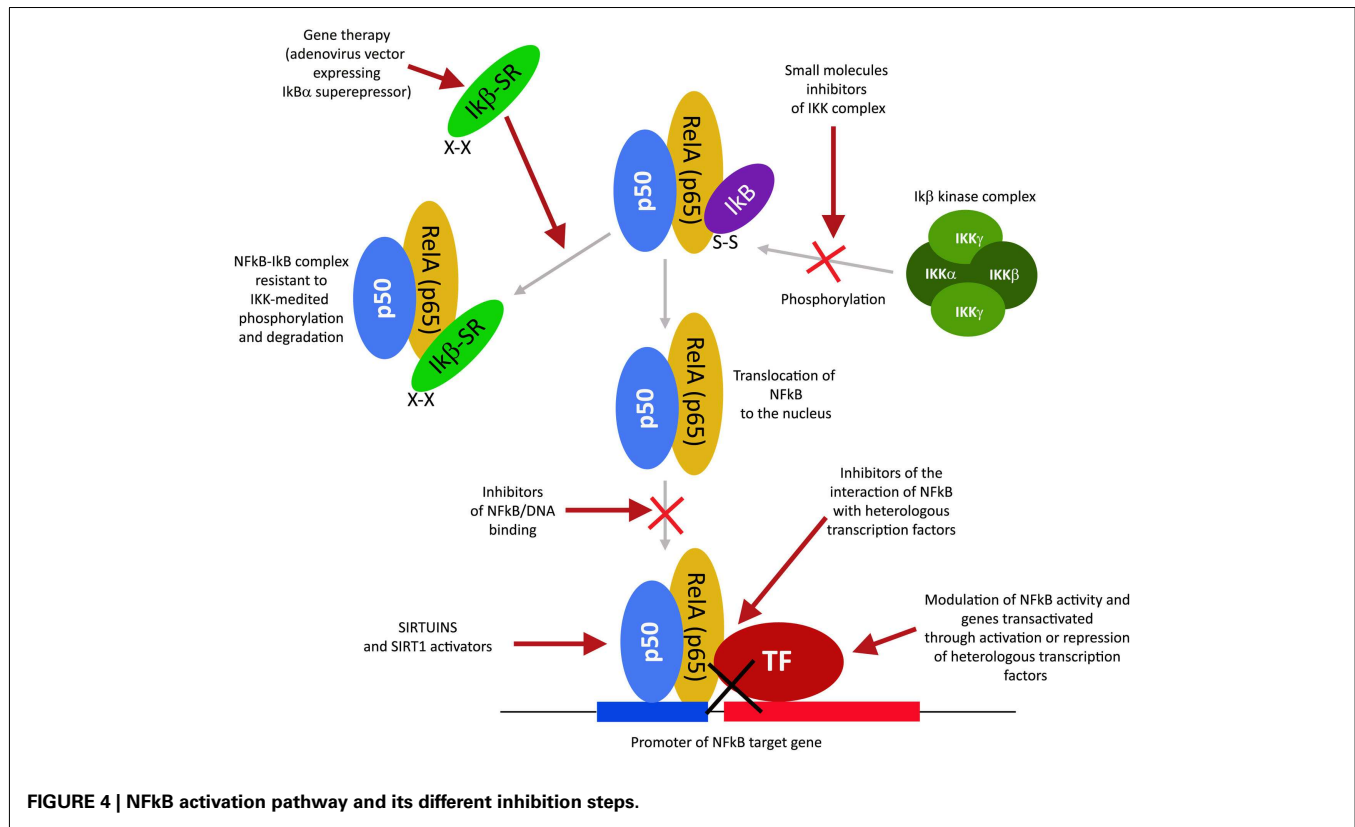 Gene therapy
(adenovirus vector
expressing
IkBα superepressor)
Ikβ-SR
X-X
Small molecules
inhibitors
of IKK complex
p50
RelA (p65)
IkB
S-S
Ikβ kinase complex
IKKγ
IKKα
IKKβ
IKKγ
Phosphorylation
NFkB-IkB complex
resistant to
IKK-medited
phosphorylation
and degradation
p50
RelA (p65)
Ikβ-SR
X-X
p50
RelA (p65)
Translocation of
NFkB
to the nucleus
Inhibitors
of NFkB/DNA
binding
Inhibitors of the
interaction of NFkB
with heterologous
transcription factors
SIRTUINS
and SIRT1 activators
p50
RelA (p65)
TF
Modulation of NFkB activity and
genes transactivated
through activation or repression
of heterologous transcription
factors
Promoter of NFkB target gene
FIGURE 4 | NFkB activation pathway and its different inhibition steps.